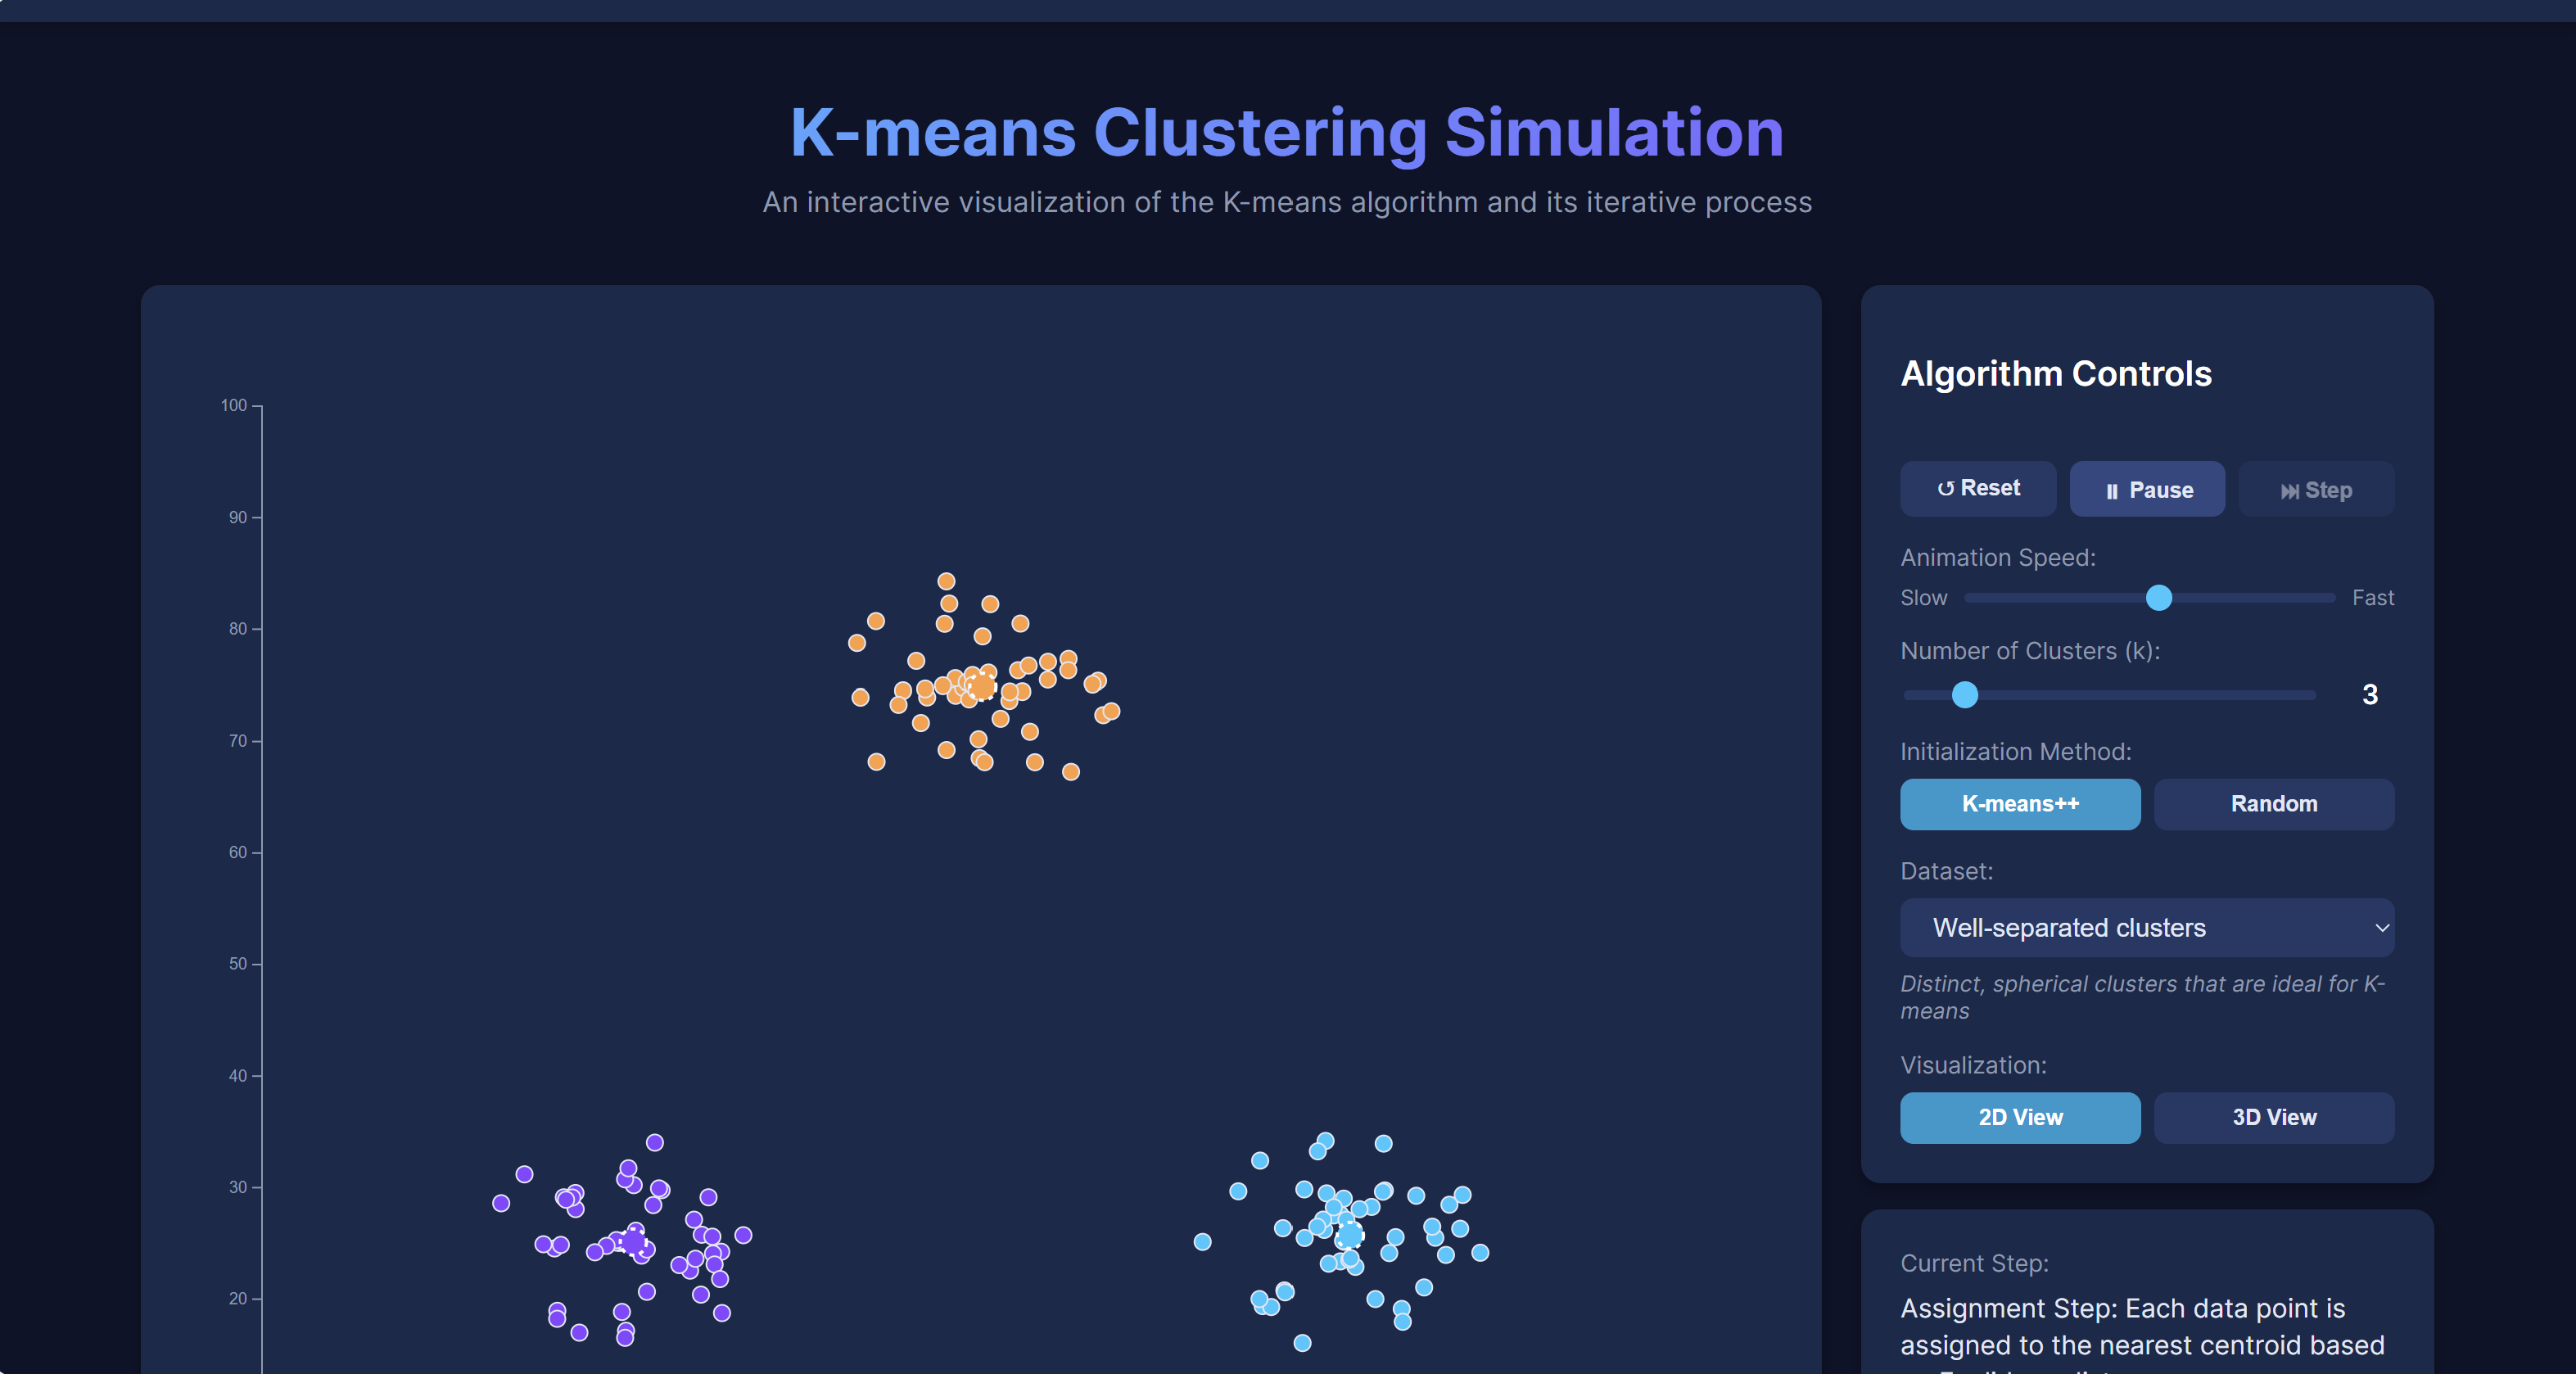 K-means Clustering Simulation
An interactive visualization of the K-means algorithm and its iterative process
100
90
80
70
60
50
40
30
20
Algorithm Controls
↺ Reset
⏸ Pause
⏭ Step
Animation Speed:
Slow
Fast
Number of Clusters (k):
3
Initialization Method:
K-means++
Random
Dataset:
Well-separated clusters
Distinct, spherical clusters that are ideal for K-
means
Visualization:
2D View
3D View
Current Step:
Assignment Step: Each data point is
assigned to the nearest centroid based